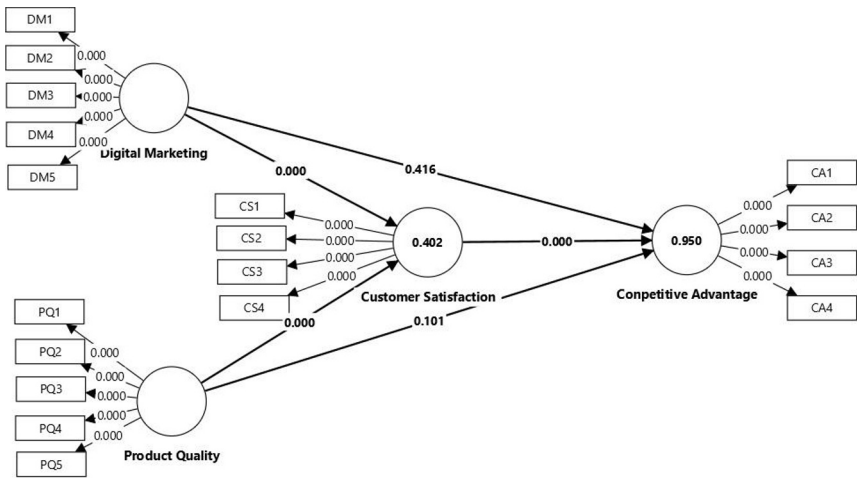 DM1
0.000
DM2
0.000
DM3
0.000
DM4
0.000
DM5
0.000
Digital Marketing
0.000
0.416
CS1
0.000
CS2
0.000
CS3
0.000
CS4
0.000
0.402
Customer Satisfaction
0.000
0.950
Conpetitive Advantage
CA1
0.000
CA2
0.000
CA3
0.000
CA4
0.000
0.000
0.101
PQ1
0.000
PQ2
0.000
PQ3
0.000
PQ4
0.000
PQ5
0.000
Product Quality